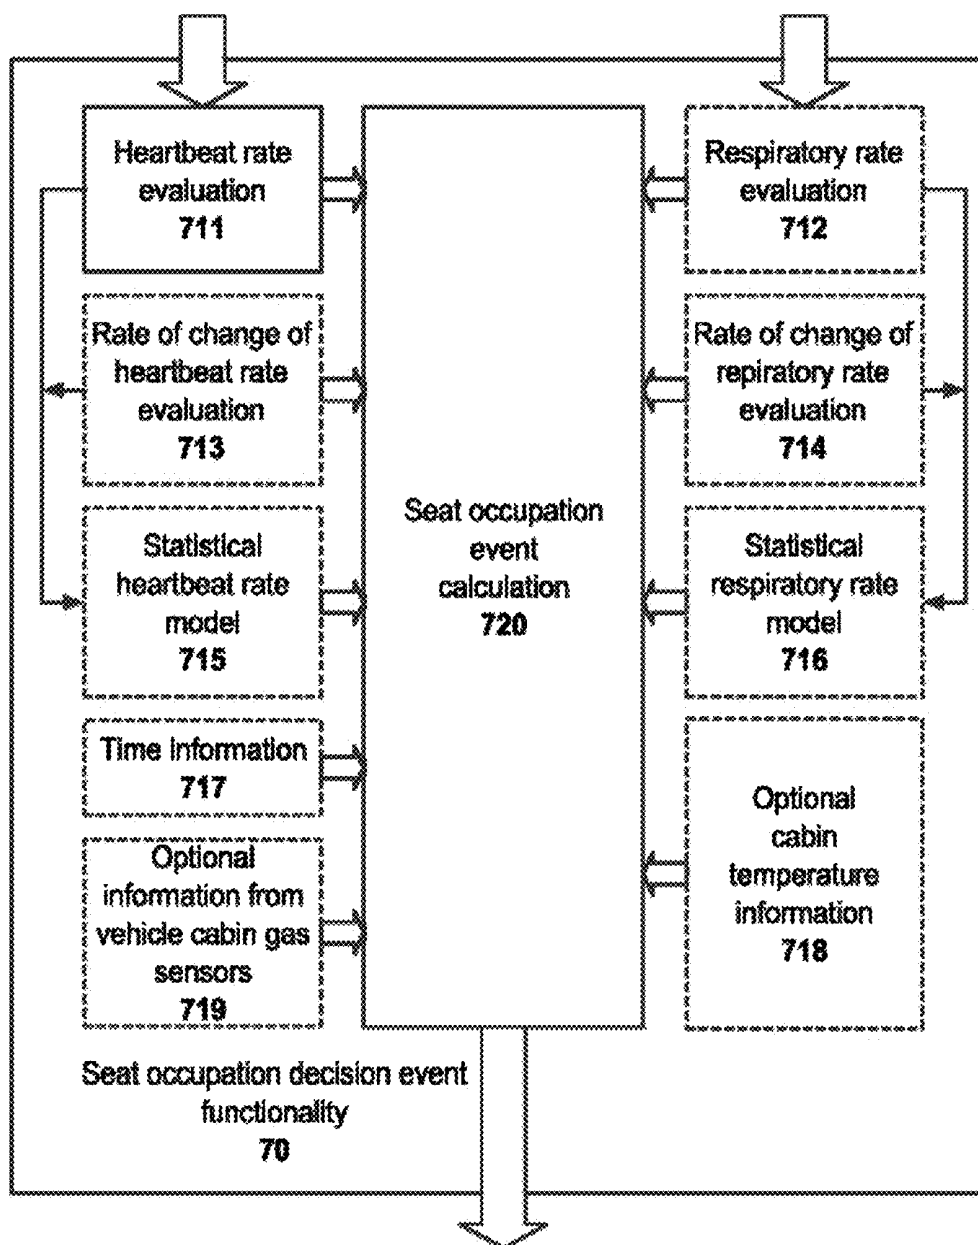 Heartbeat rate
evaluation
711
Respiratory rate
evaluation
712
Rate of change of
heartbeat rate
evaluation
713
Rate of change of
repiratory rate
evaluation
714
Seat occupation
event
calculation
720
Statistical
heartbeat rate
model
715
Statistical
respiratory rate
model
716
Time information
717
Optional
cabin
temperature
information
718
Optional
information from
vehicle cabin gas
sensors
719
Seat occupation decision event
functionality
70